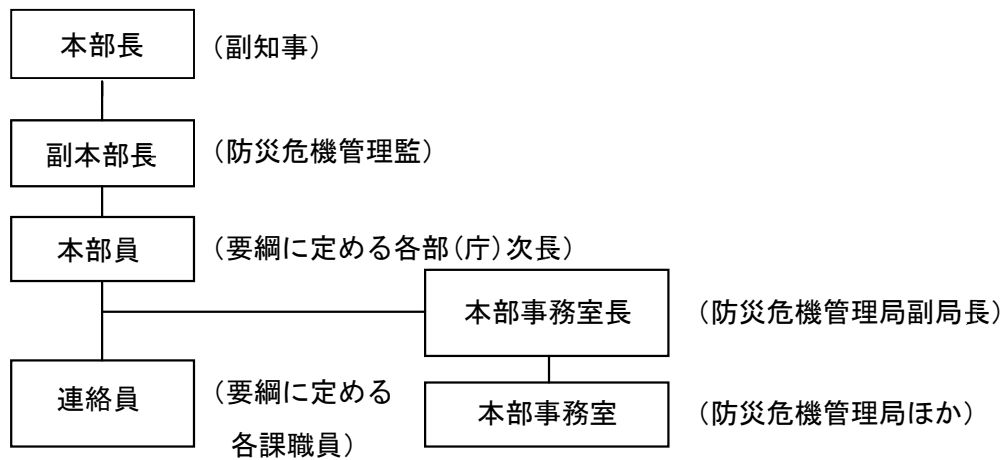 本部長 (副知事)
副本部長 (防災危機管理監)
本部員 (要綱に定める各部(庁)次長)
本部事務室長 (防災危機管理局副局長)
連絡員 (要綱に定める
各課職員)
本部事務室 (防災危機管理局ほか)